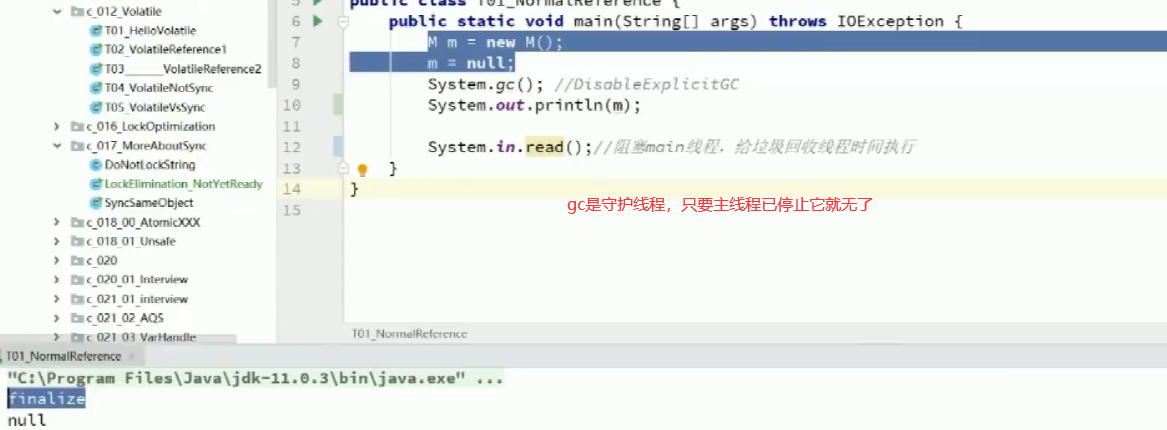 c_012_Volatile
T01_HelloVolatile
T02_VolatileReference1
T03______VolatileReference2
T04_VolatileNotSync
T05_VolatileVsSync
c_016_LockOptimization
c_017_MoreAboutSync
DoNotLockString
LockElimination_NotYetReady
SyncSameObject
c_018_00_AtomicXXX
c_018_01_Unsafe
c_020
c_020_01_Interview
c_021_01_interview
c_021_02_AQS
c_021_03_VarHandle
5 public class T01_NormalReference {
6 public static void main(String[] args) throws IOException {
7 M m = new M();
8 m = null;
9 System.gc(); //DisableExplicitGC
10 System.out.println(m);
11
12 System.in.read();//阻塞main线程，给垃圾回收线程时间执行
13 }
14 }
15
gc是守护线程，只要主线程已停止它就无了
T01_NormalReference
T01_NormalReference ×
"C:\Program Files\Java\jdk-11.0.3\bin\java.exe" ...
finalize
null